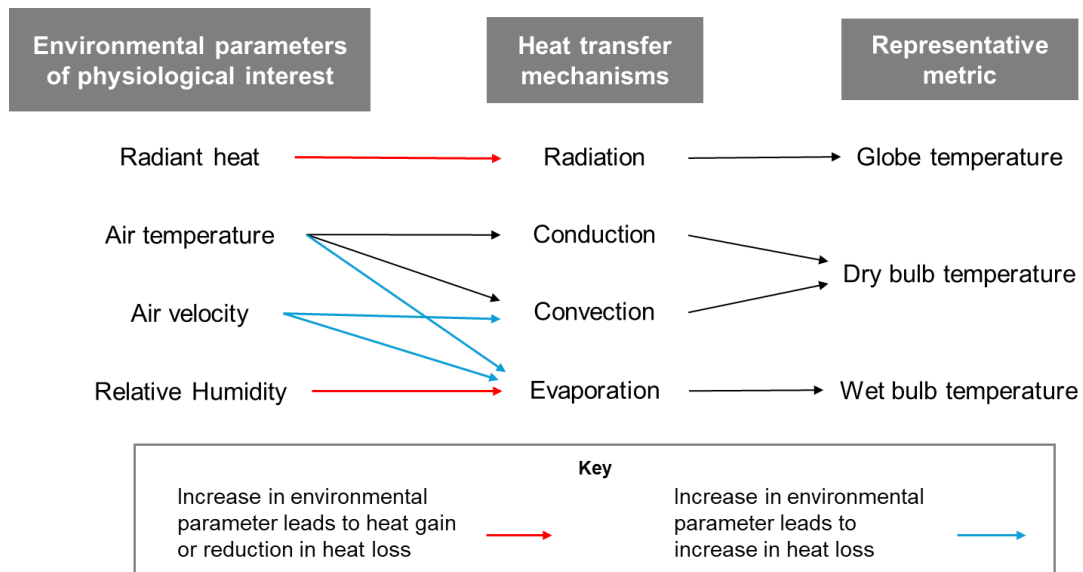 Environmental parameters
of physiological interest
Heat transfer
mechanisms
Representative
metric
Radiant heat
Radiation
Globe temperature
Air temperature
Conduction
Dry bulb temperature
Air velocity
Convection
Relative Humidity
Evaporation
Wet bulb temperature
Key
Increase in environmental
parameter leads to heat gain
or reduction in heat loss
Increase in environmental
parameter leads to
increase in heat loss